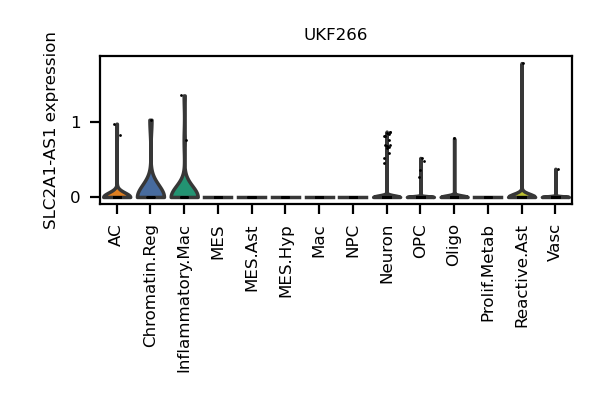 UKF266
SLC2A1-AS1 expression
1
0
AC
Chromatin.Reg
Inflammatory.Mac
MES
MES.Ast
MES.Hyp
Mac
NPC
Neuron
OPC
Oligo
Prolif.Metab
Reactive.Ast
Vasc